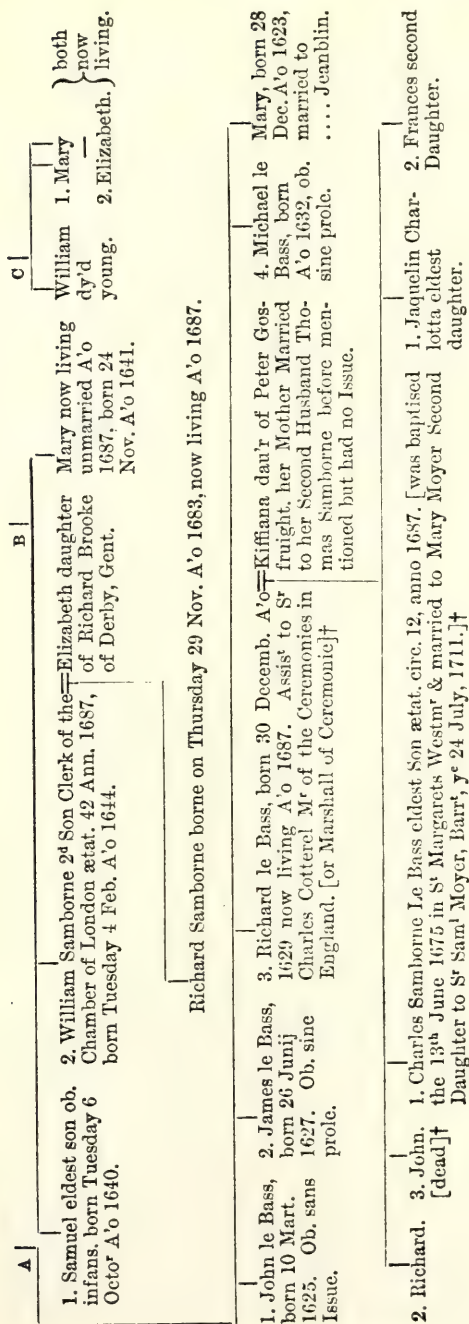 A
B
C
1. Samuel eldest son ob.
infans. born Tuesday 6
Octoʳ A'o 1640.
2. William Samborne 2ᵈ Son Clerk of the
Chamber of London ætat. 42 Ann. 1687,
born Tuesday 4 Feb. A'o 1644.
Elizabeth daughter
of Richard Brooke
of Derby, Gent.
Mary now living
unmarried A'o
1687, born 24
Nov. A'o 1641.
William
dy'd
young.
1. Mary
2. Elizabeth.
both
now
living.
Richard Samborne borne on Thursday 29 Nov. A'o 1683, now living A'o 1687.
1. John le Bass,
born 10 Mart.
1625. Ob. sans
Issue.
2. James le Bass,
born 26 Junij
1627. Ob. sine
prole.
3. Richard le Bass, born 30 Decemb. A'o
1629 now living A'o 1687. Assisᵗ to Sʳ
Charles Cotterel Mʳ of the Ceremonies in
England. [or Marshall of Ceremonie]†
Kiffiana dau'r of Peter Gos-
fruight, her Mother Married
to her Second Husband Tho-
mas Samborne before men-
tioned but had no Issue.
4. Michael le
Bass, born
A'o 1632, ob.
sine prole.
Mary, born 28
Dec. A'o 1623,
married to
.... Jeanblin.
2. Richard.
3. John.
[dead]†
1. Charles Samborne Le Bass eldest Son ætat. circ. 12, anno 1687. [was baptised
the 13ᵗʰ June 1675 in Sᵗ Margarets Westmʳ & married to Mary Moyer Second
Daughter to Sʳ Samˡ Moyer, Barrᵗ, yᵉ 24 July, 1711.]†
1. Jaquelin Char-
lotta eldest
daughter.
2. Frances second
Daughter.